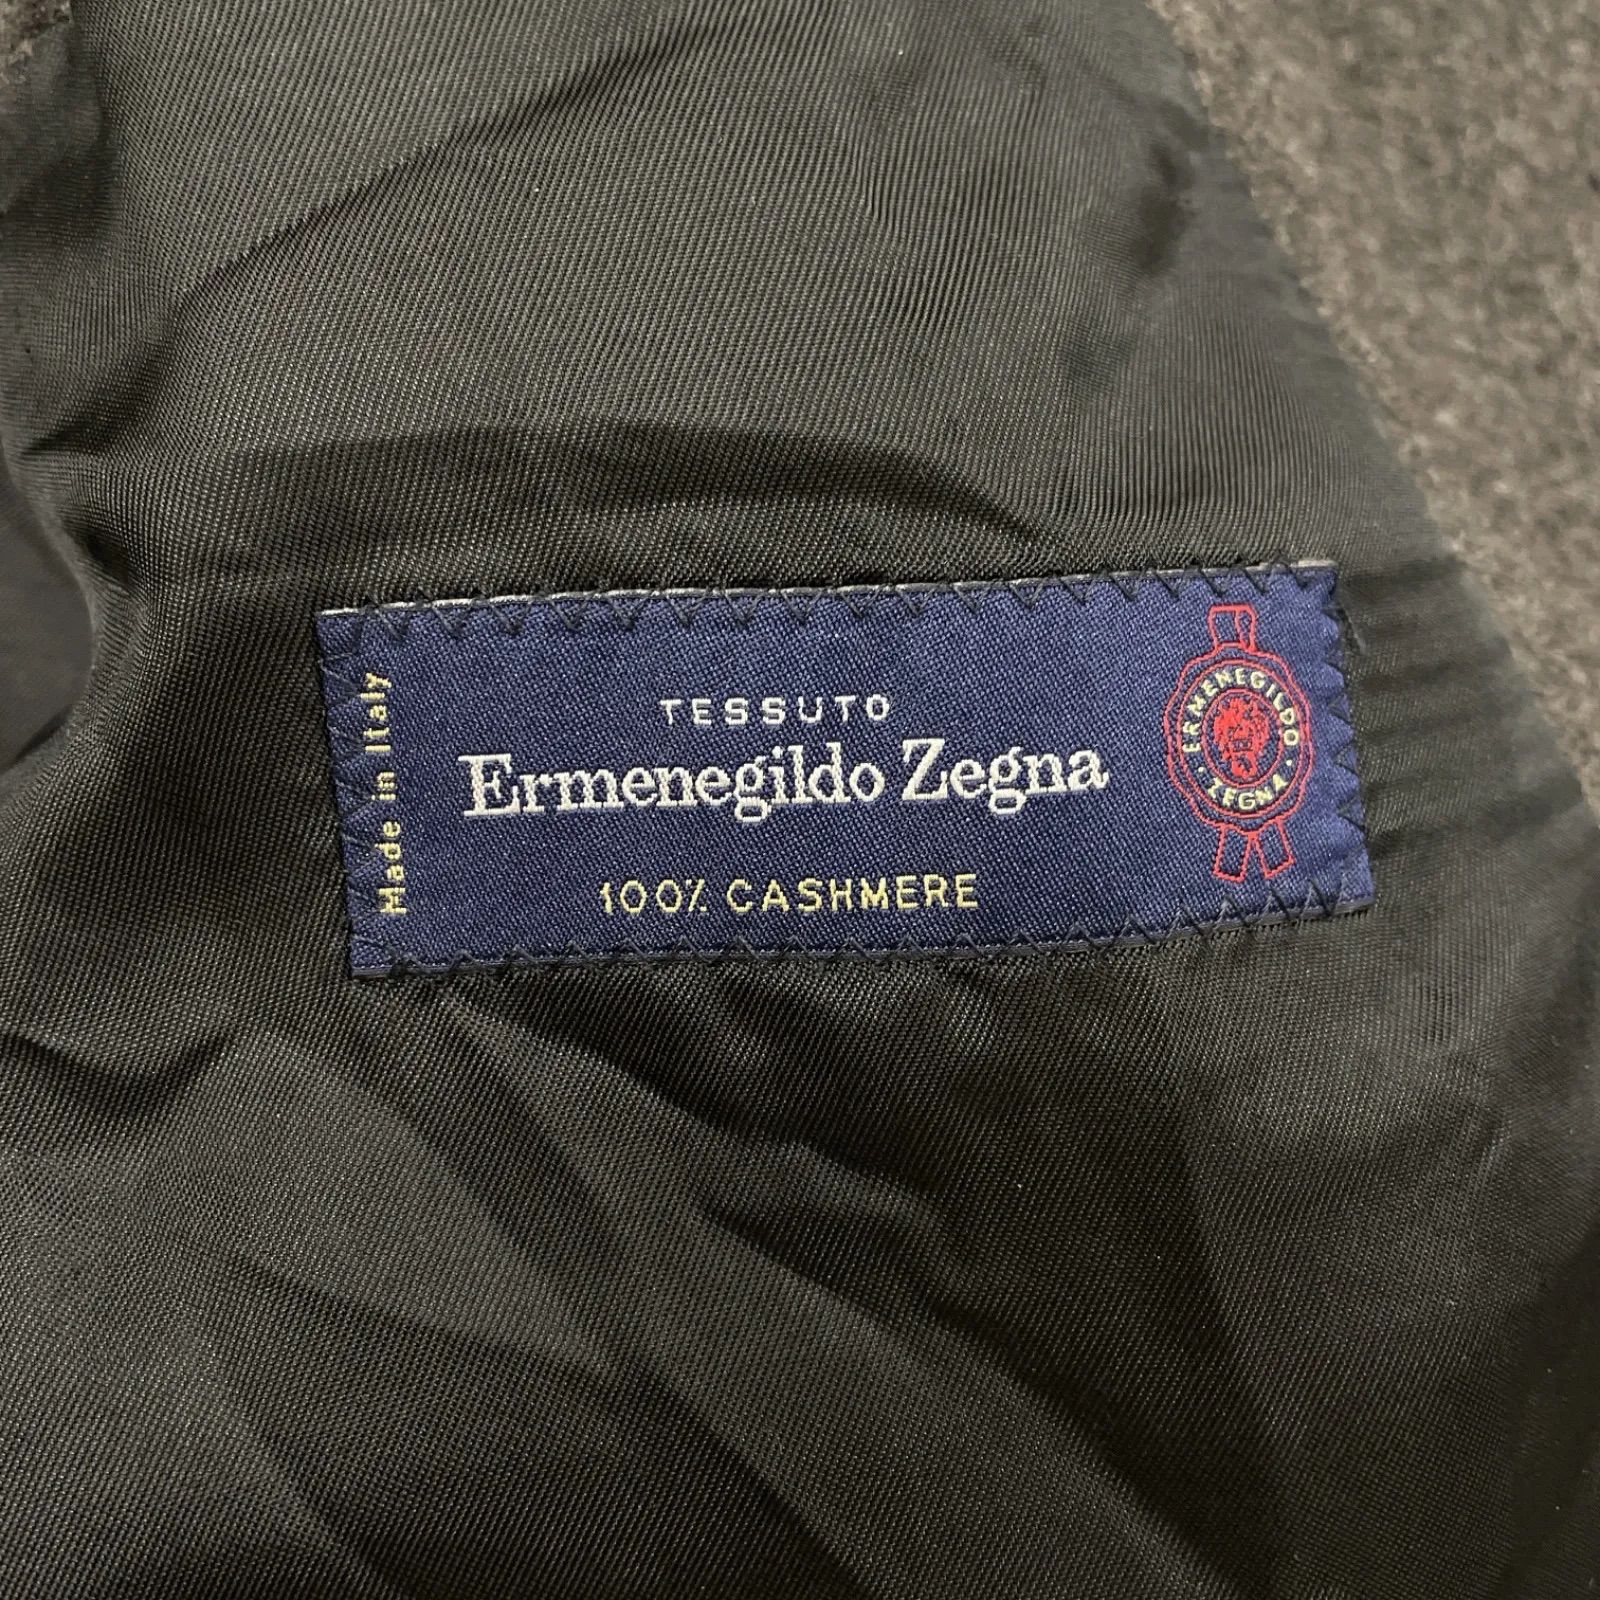 Made in Italy
TESSUTO
Ermenegildo Zegna
100% CASHMERE
ERMENEGILDO
· ZEGNA ·